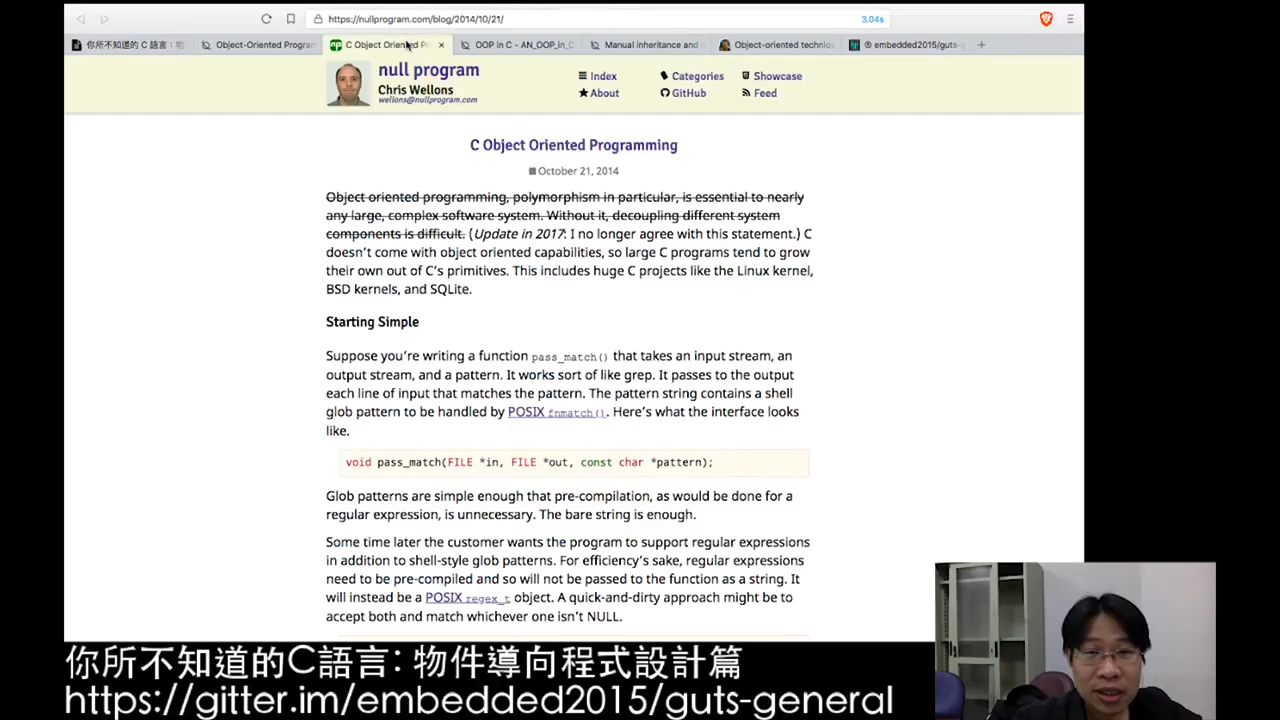 https://nullprogram.com/blog/2014/10/21/
3.04s
你所不知道的 C 語言: 物
Object-Oriented Program
C Object Oriented Pr
OOP in C - AN_OOP_in_C
Manual inheritance and
Object-oriented techniq
embedded2015/guts-g
null program
Chris Wellons
wellons@nullprogram.com
Index
Categories
Showcase
About
GitHub
Feed
C Object Oriented Programming
October 21, 2014
Object oriented programming, polymorphism in particular, is essential to nearly
any large, complex software system. Without it, decoupling different system
components is difficult. (Update in 2017: I no longer agree with this statement.) C
doesn't come with object oriented capabilities, so large C programs tend to grow
their own out of C's primitives. This includes huge C projects like the Linux kernel,
BSD kernels, and SQLite.
Starting Simple
Suppose you're writing a function pass_match() that takes an input stream, an
output stream, and a pattern. It works sort of like grep. It passes to the output
each line of input that matches the pattern. The pattern string contains a shell
glob pattern to be handled by POSIX fnmatch(). Here's what the interface looks
like.
void pass_match(FILE *in, FILE *out, const char *pattern);
Glob patterns are simple enough that pre-compilation, as would be done for a
regular expression, is unnecessary. The bare string is enough.
Some time later the customer wants the program to support regular expressions
in addition to shell-style glob patterns. For efficiency's sake, regular expressions
need to be pre-compiled and so will not be passed to the function as a string. It
will instead be a POSIX regex_t object. A quick-and-dirty approach might be to
accept both and match whichever one isn't NULL.
你所不知道的C語言: 物件導向程式設計篇
https://gitter.im/embedded2015/guts-general